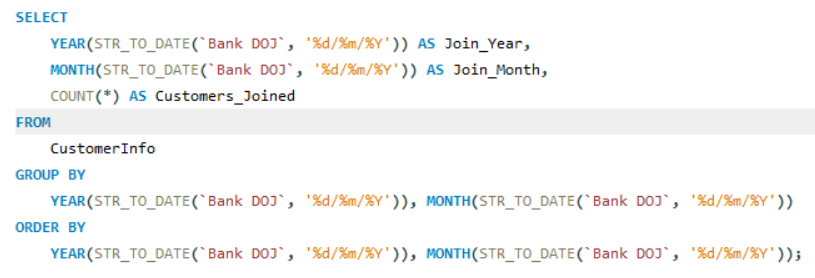 SELECT
YEAR(STR_TO_DATE(`Bank DOJ`, '%d/%m/%Y')) AS Join_Year,
MONTH(STR_TO_DATE(`Bank DOJ`, '%d/%m/%Y')) AS Join_Month,
COUNT(*) AS Customers_Joined
FROM
CustomerInfo
GROUP BY
YEAR(STR_TO_DATE(`Bank DOJ`, '%d/%m/%Y')), MONTH(STR_TO_DATE(`Bank DOJ`, '%d/%m/%Y'))
ORDER BY
YEAR(STR_TO_DATE(`Bank DOJ`, '%d/%m/%Y')), MONTH(STR_TO_DATE(`Bank DOJ`, '%d/%m/%Y'));